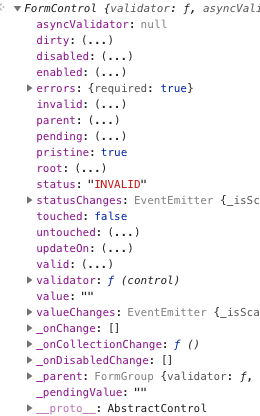 FormControl {validator: ƒ, asyncVali
asyncValidator: null
dirty: (...)
disabled: (...)
enabled: (...)
errors: {required: true}
invalid: (...)
parent: (...)
pending: (...)
pristine: true
root: (...)
status: "INVALID"
statusChanges: EventEmitter {_isSca
touched: false
untouched: (...)
updateOn: (...)
valid: (...)
validator: ƒ (control)
value: ""
valueChanges: EventEmitter {_isSca
_onChange: []
_onCollectionChange: ƒ ()
_onDisabledChange: []
_parent: FormGroup {validator: ƒ,
_pendingValue: ""
__proto__: AbstractControl